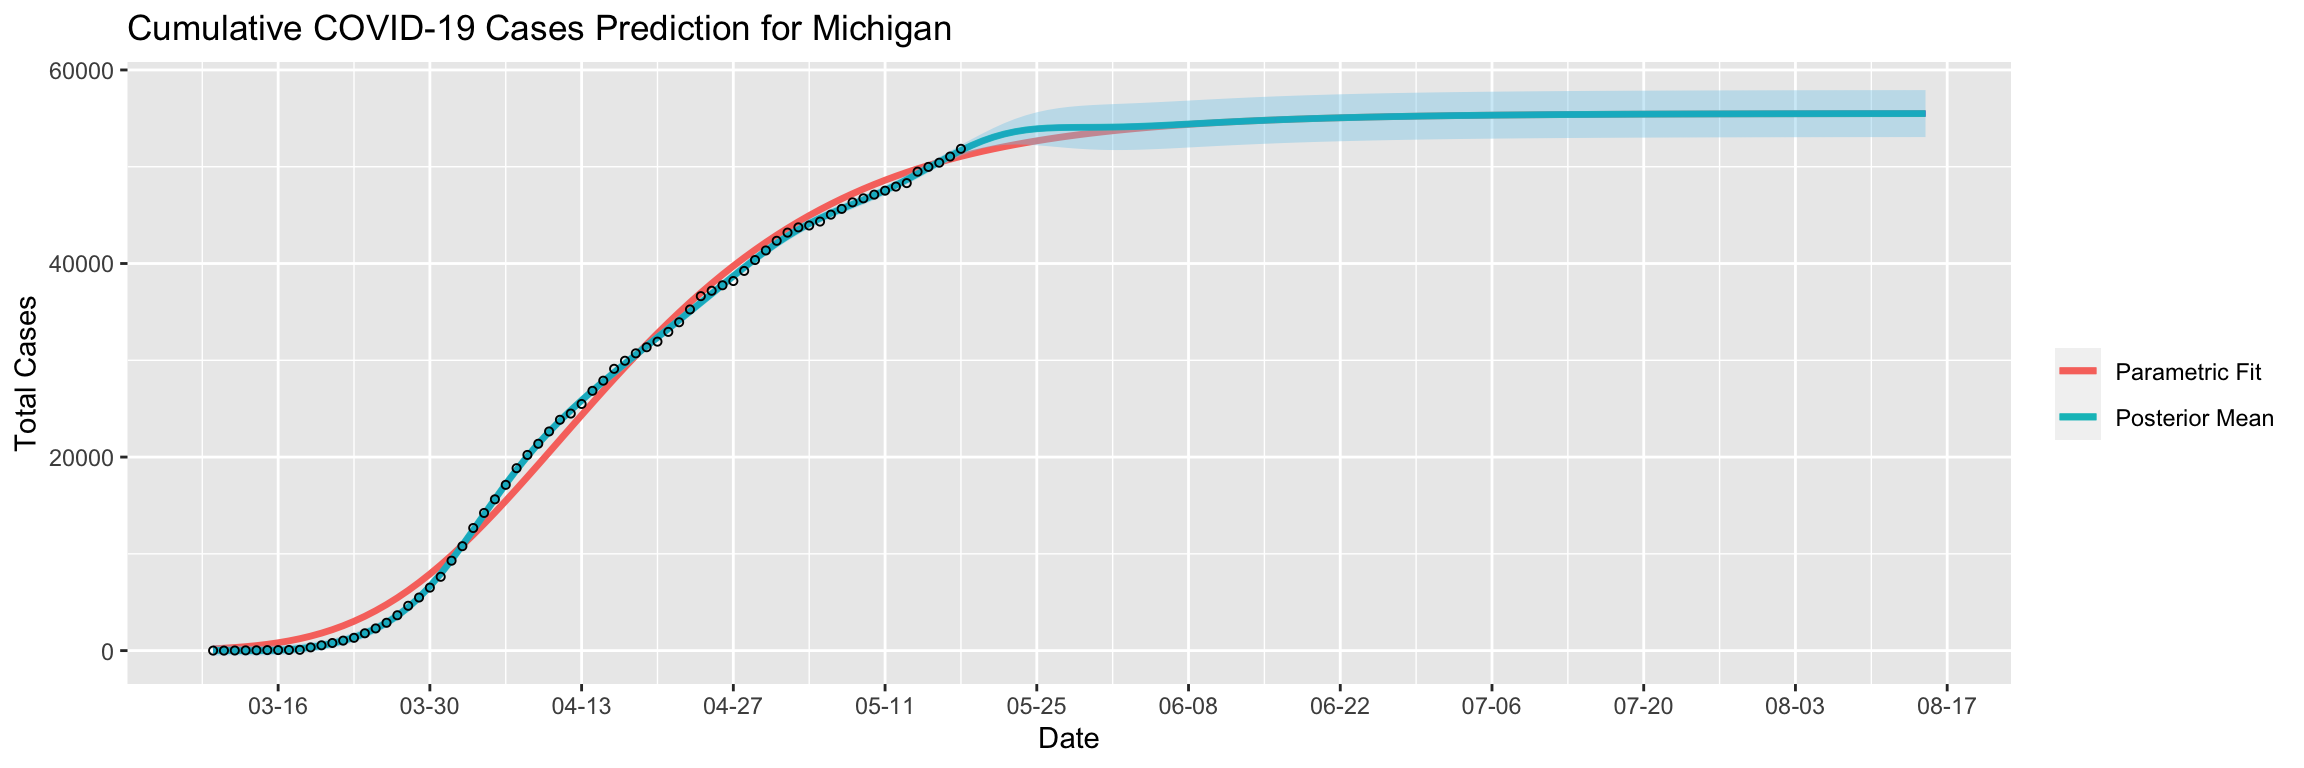 Cumulative COVID-19 Cases Prediction for Michigan
60000
40000
20000
0
Total Cases
03-16 03-30 04-13 04-27 05-11 05-25 06-08 06-22 07-06 07-20 08-03 08-17
Date
Parametric Fit
Posterior Mean